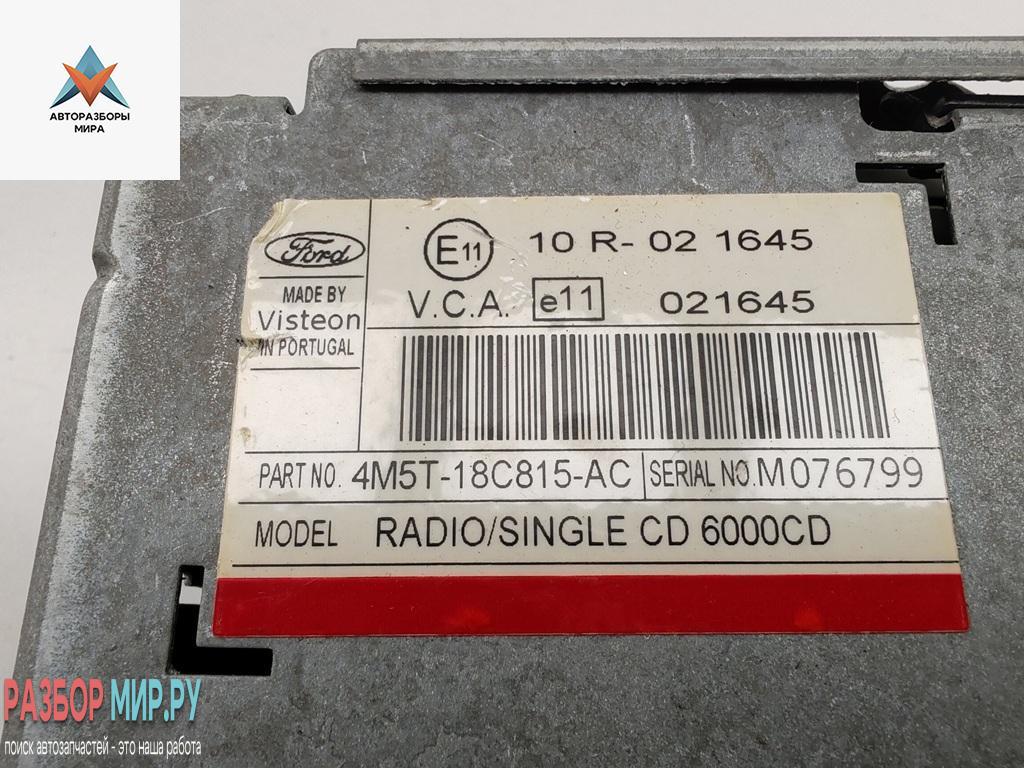 АВТОРАЗБОРЫ
МИРА
Ford
MADE BY
Visteon
IN PORTUGAL
E11 10 R- 02 1645
V.C.A. e11 021645
PART NO. 4M5T-18C815-AC SERIAL NO. M076799
MODEL RADIO/SINGLE CD 6000CD
РАЗБОР МИР.РУ
поиск автозапчастей - это наша работа